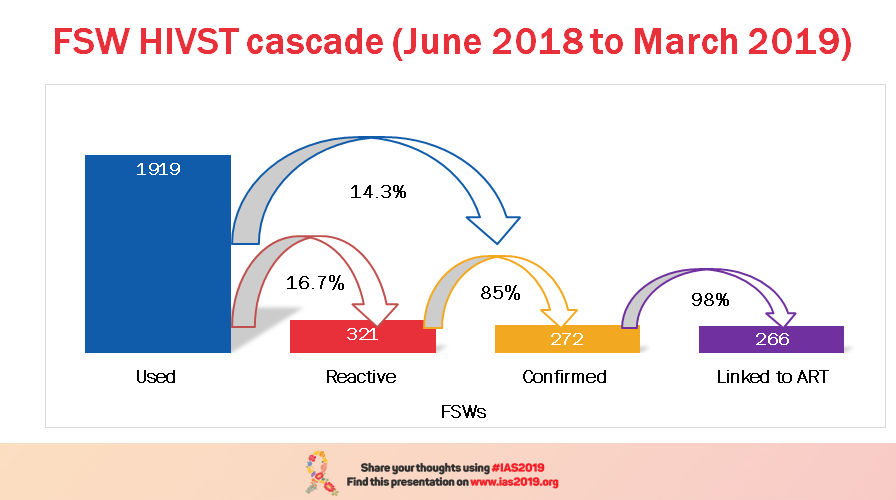 FSW HIVST cascade (June 2018 to March 2019)
1919
14.3%
16.7%
85%
98%
321
272
266
Used
Reactive
Confirmed
Linked to ART
FSWs
Share your thoughts using #IAS2019
Find this presentation on www.ias2019.org